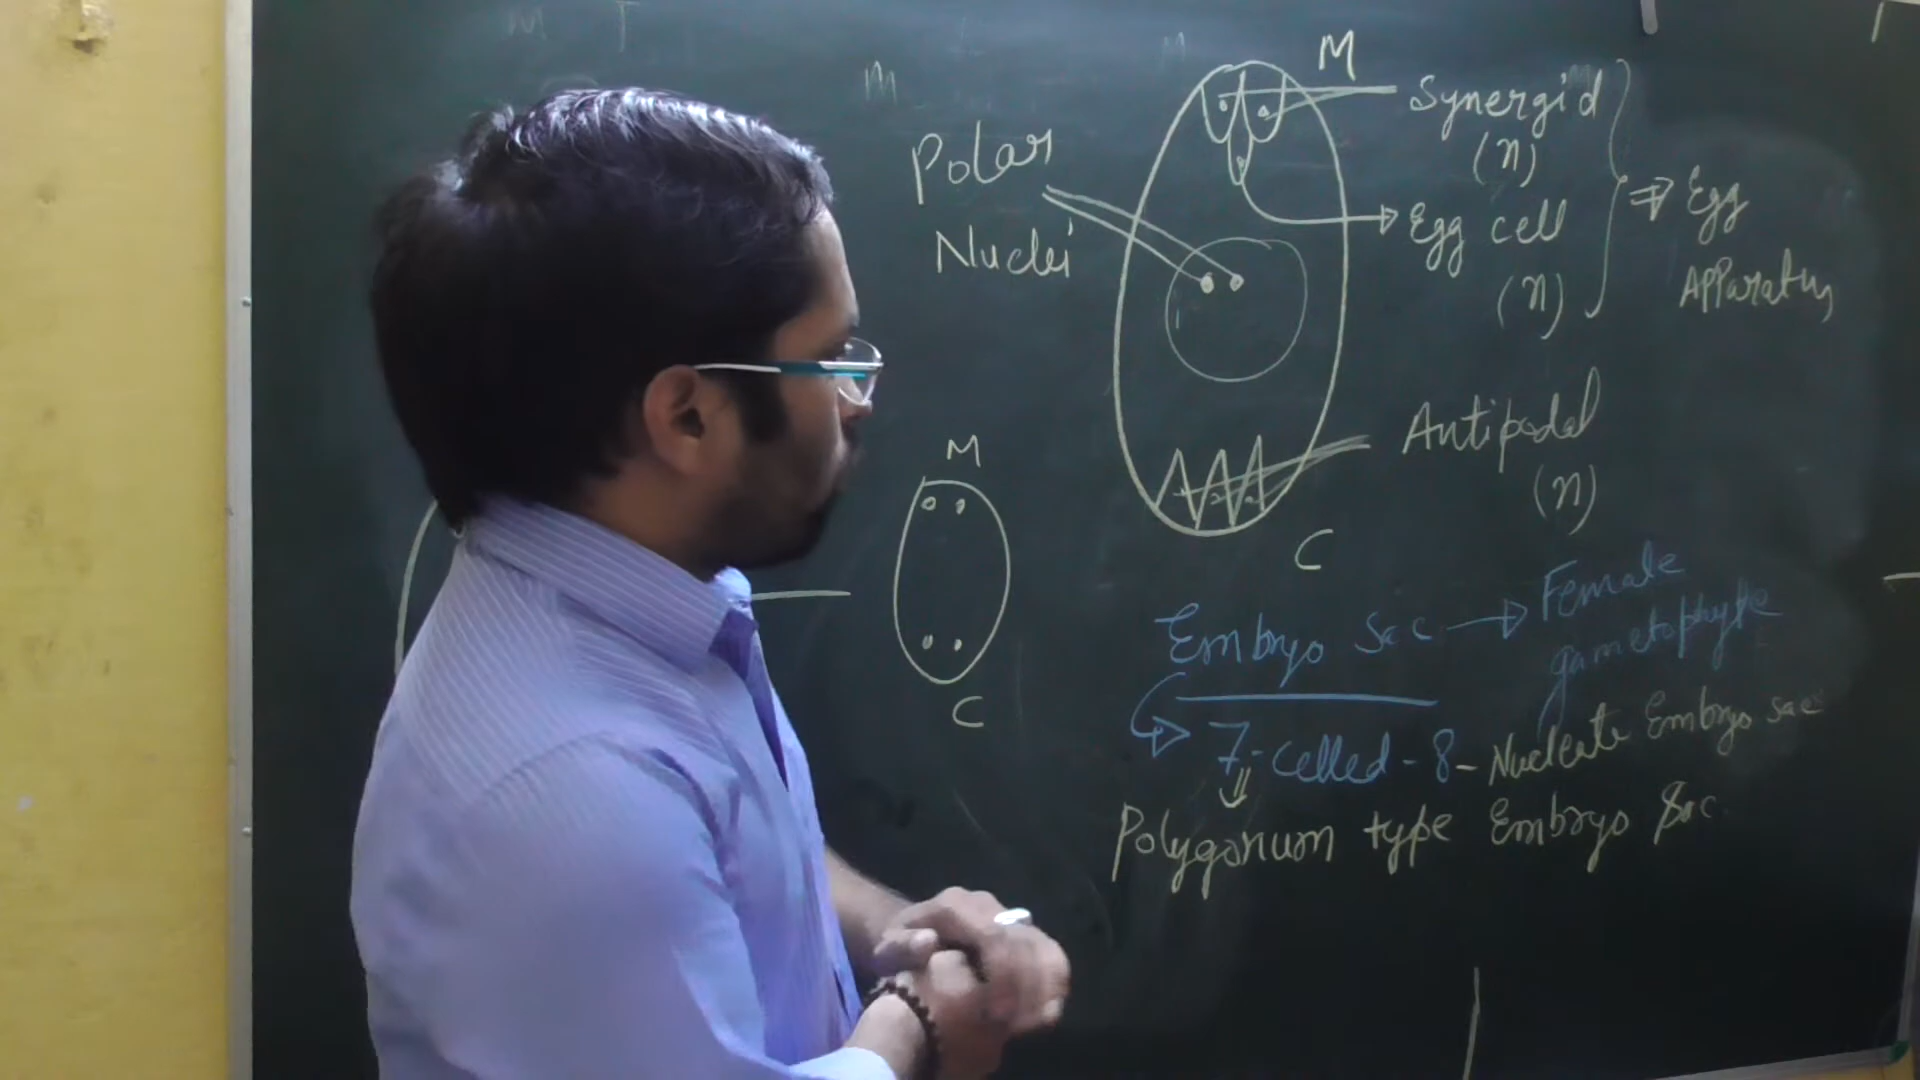 M T
m
M
Synergid
(n)
Polar
Nuclei
Egg cell
(n)
⇒ Egg
Apparatus
Antipodal
(n)
C
M
C
Embryo Sac → Female
gametophyte
7-celled-8-Nucleate Embryo sac
Polygonum type Embryo Sac